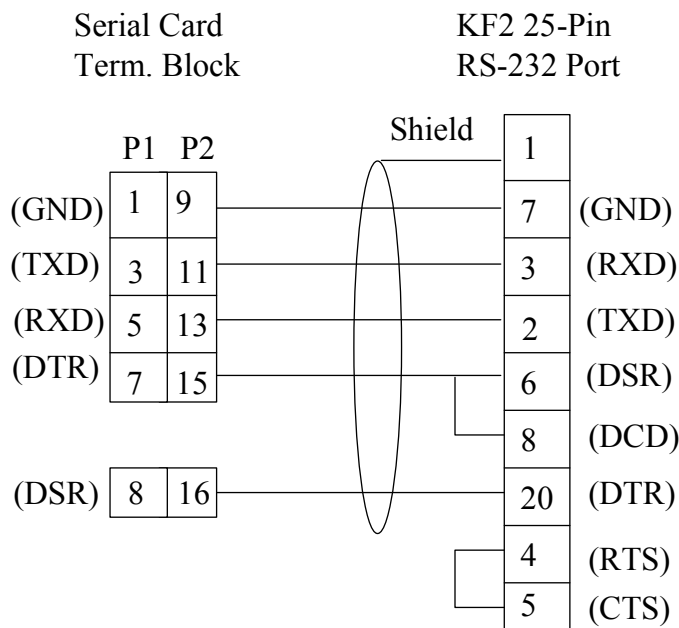 Serial Card KF2 25-Pin
Term. Block RS-232 Port
Shield 1
P1 P2
(GND) 1 9 7 (GND)
(TXD) 3 11 3 (RXD)
(RXD) 5 13 2 (TXD)
(DTR) 7 15 6 (DSR)
8 (DCD)
(DSR) 8 16 20 (DTR)
4 (RTS)
5 (CTS)